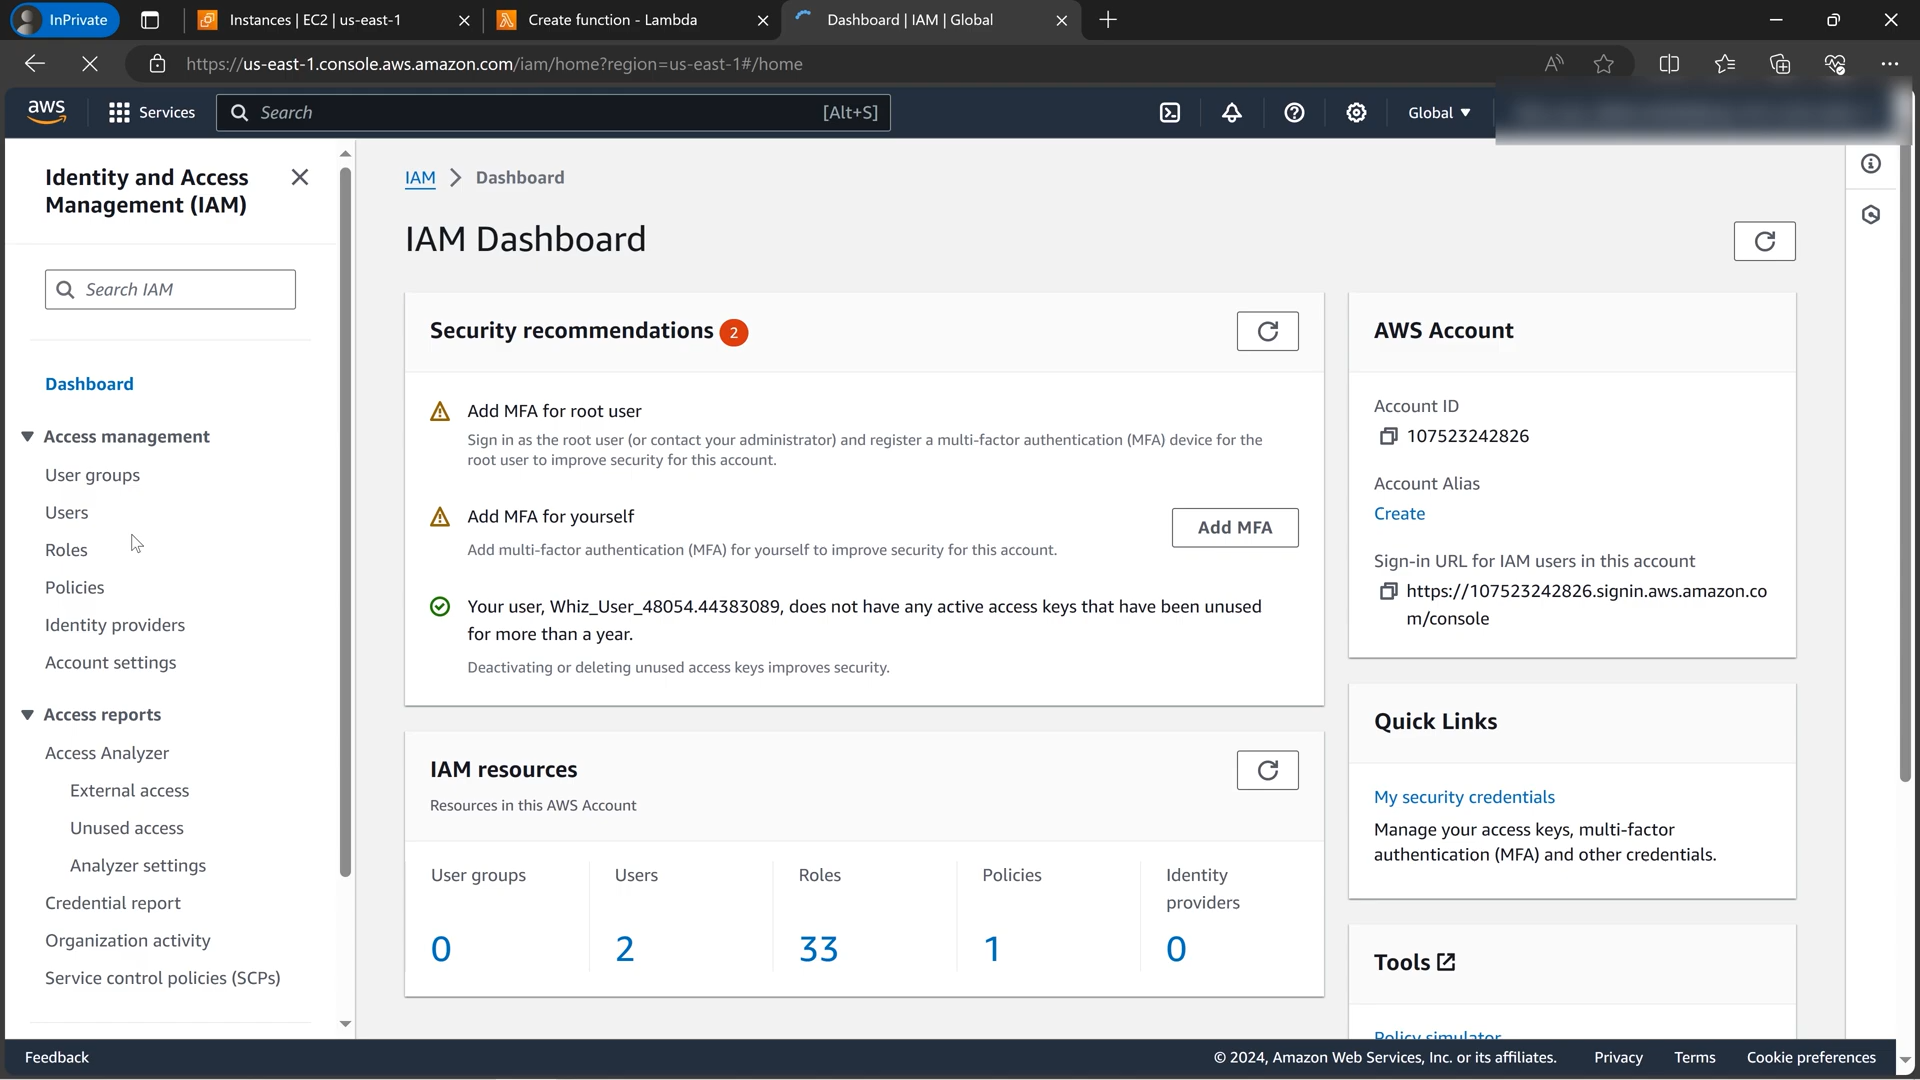 InPrivate
Instances | EC2 | us-east-1
Create function - Lambda
Dashboard | IAM | Global
https://us-east-1.console.aws.amazon.com/iam/home?region=us-east-1#/home
aws
Services
Search
[Alt+S]
Global
Identity and Access
Management (IAM)
Search IAM
Dashboard
Access management
User groups
Users
Roles
Policies
Identity providers
Account settings
Access reports
Access Analyzer
External access
Unused access
Analyzer settings
Credential report
Organization activity
Service control policies (SCPs)
IAM
Dashboard
IAM Dashboard
Security recommendations 2
Add MFA for root user
Sign in as the root user (or contact your administrator) and register a multi-factor authentication (MFA) device for the
root user to improve security for this account.
Add MFA for yourself
Add multi-factor authentication (MFA) for yourself to improve security for this account.
Add MFA
Your user, Whiz_User_48054.44383089, does not have any active access keys that have been unused
for more than a year.
Deactivating or deleting unused access keys improves security.
IAM resources
Resources in this AWS Account
User groups
0
Users
2
Roles
33
Policies
1
Identity
providers
0
AWS Account
Account ID
107523242826
Account Alias
Create
Sign-in URL for IAM users in this account
https://107523242826.signin.aws.amazon.co
m/console
Quick Links
My security credentials
Manage your access keys, multi-factor
authentication (MFA) and other credentials.
Tools
Policy simulator
Feedback
© 2024, Amazon Web Services, Inc. or its affiliates.
Privacy
Terms
Cookie preferences